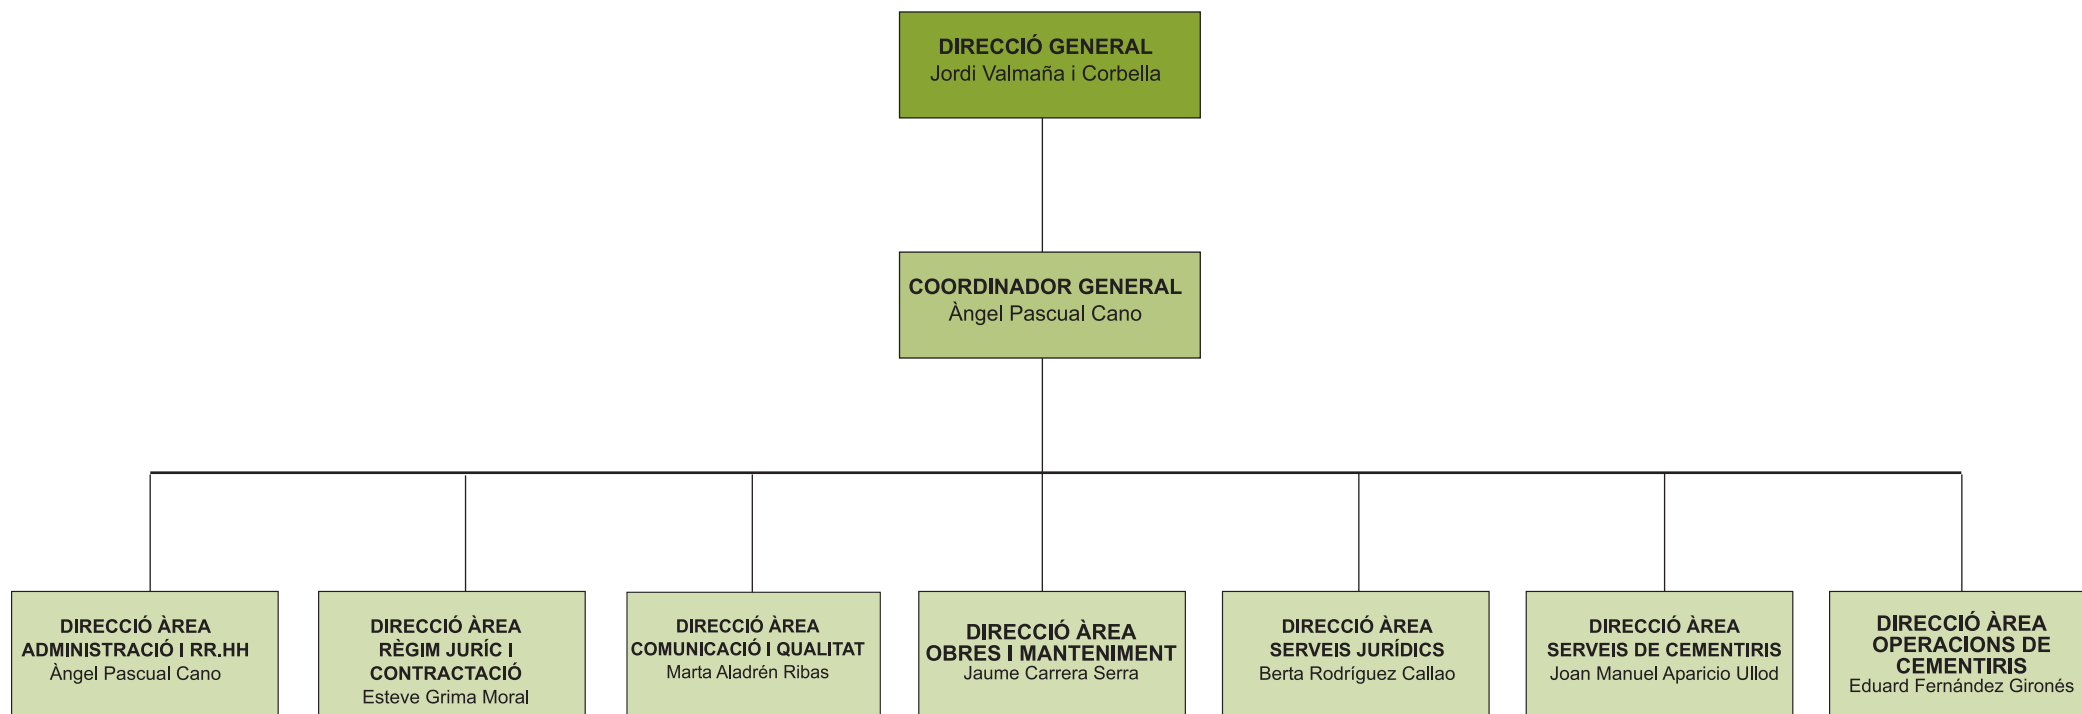 DIRECCIÓ GENERAL
Jordi Valmaña i Corbella
COORDINADOR GENERAL
Àngel Pascual Cano
DIRECCIÓ ÀREA
ADMINISTRACIÓ I RR.HH
Àngel Pascual Cano
DIRECCIÓ ÀREA
RÈGIM JURÍC I
CONTRACTACIÓ
Esteve Grima Moral
DIRECCIÓ ÀREA
COMUNICACIÓ I QUALITAT
Marta Aladrén Ribas
DIRECCIÓ ÀREA
OBRES I MANTENIMENT
Jaume Carrera Serra
DIRECCIÓ ÀREA
SERVEIS JURÍDICS
Berta Rodríguez Callao
DIRECCIÓ ÀREA
SERVEIS DE CEMENTIRIS
Joan Manuel Aparicio Ullod
DIRECCIÓ ÀREA
OPERACIONS DE
CEMENTIRIS
Eduard Fernández Gironés